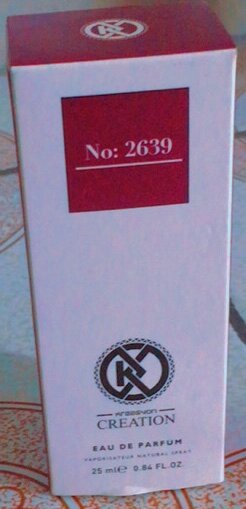 No: 2639
Kreasyon
CREATION
EAU DE PARFUM
VAPORISATEUR NATURAL SPRAY
25 ml℮ 0.84 FL.OZ.